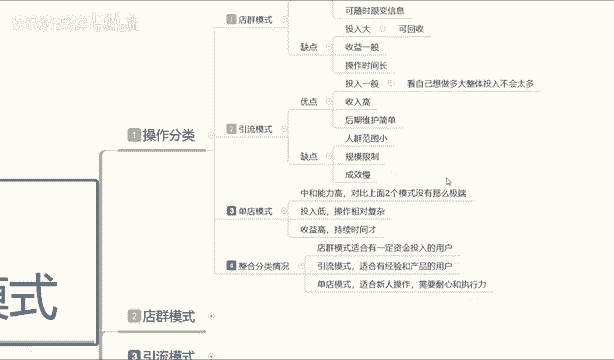 可随时跟变信息
1 店群模式
投入大 可回收
缺点 收益一般
操作时间长
投入一般 看自己想做多大整体投入不会太多
优点 收入高
后期维护简单
1 操作分类
2 引流模式
人群范围小
缺点 规模限制
成效慢
中和能力高，对比上面2个模式没有那么极端
3 单店模式 投入低，操作相对复杂
收益高，持续时间才
店群模式适合有一定资金投入的用户
4 整合分类情况 引流模式，适合有经验和产品的用户
单店模式，适合新人操作，需要耐心和执行力
模式
2 店群模式
3 引流模式